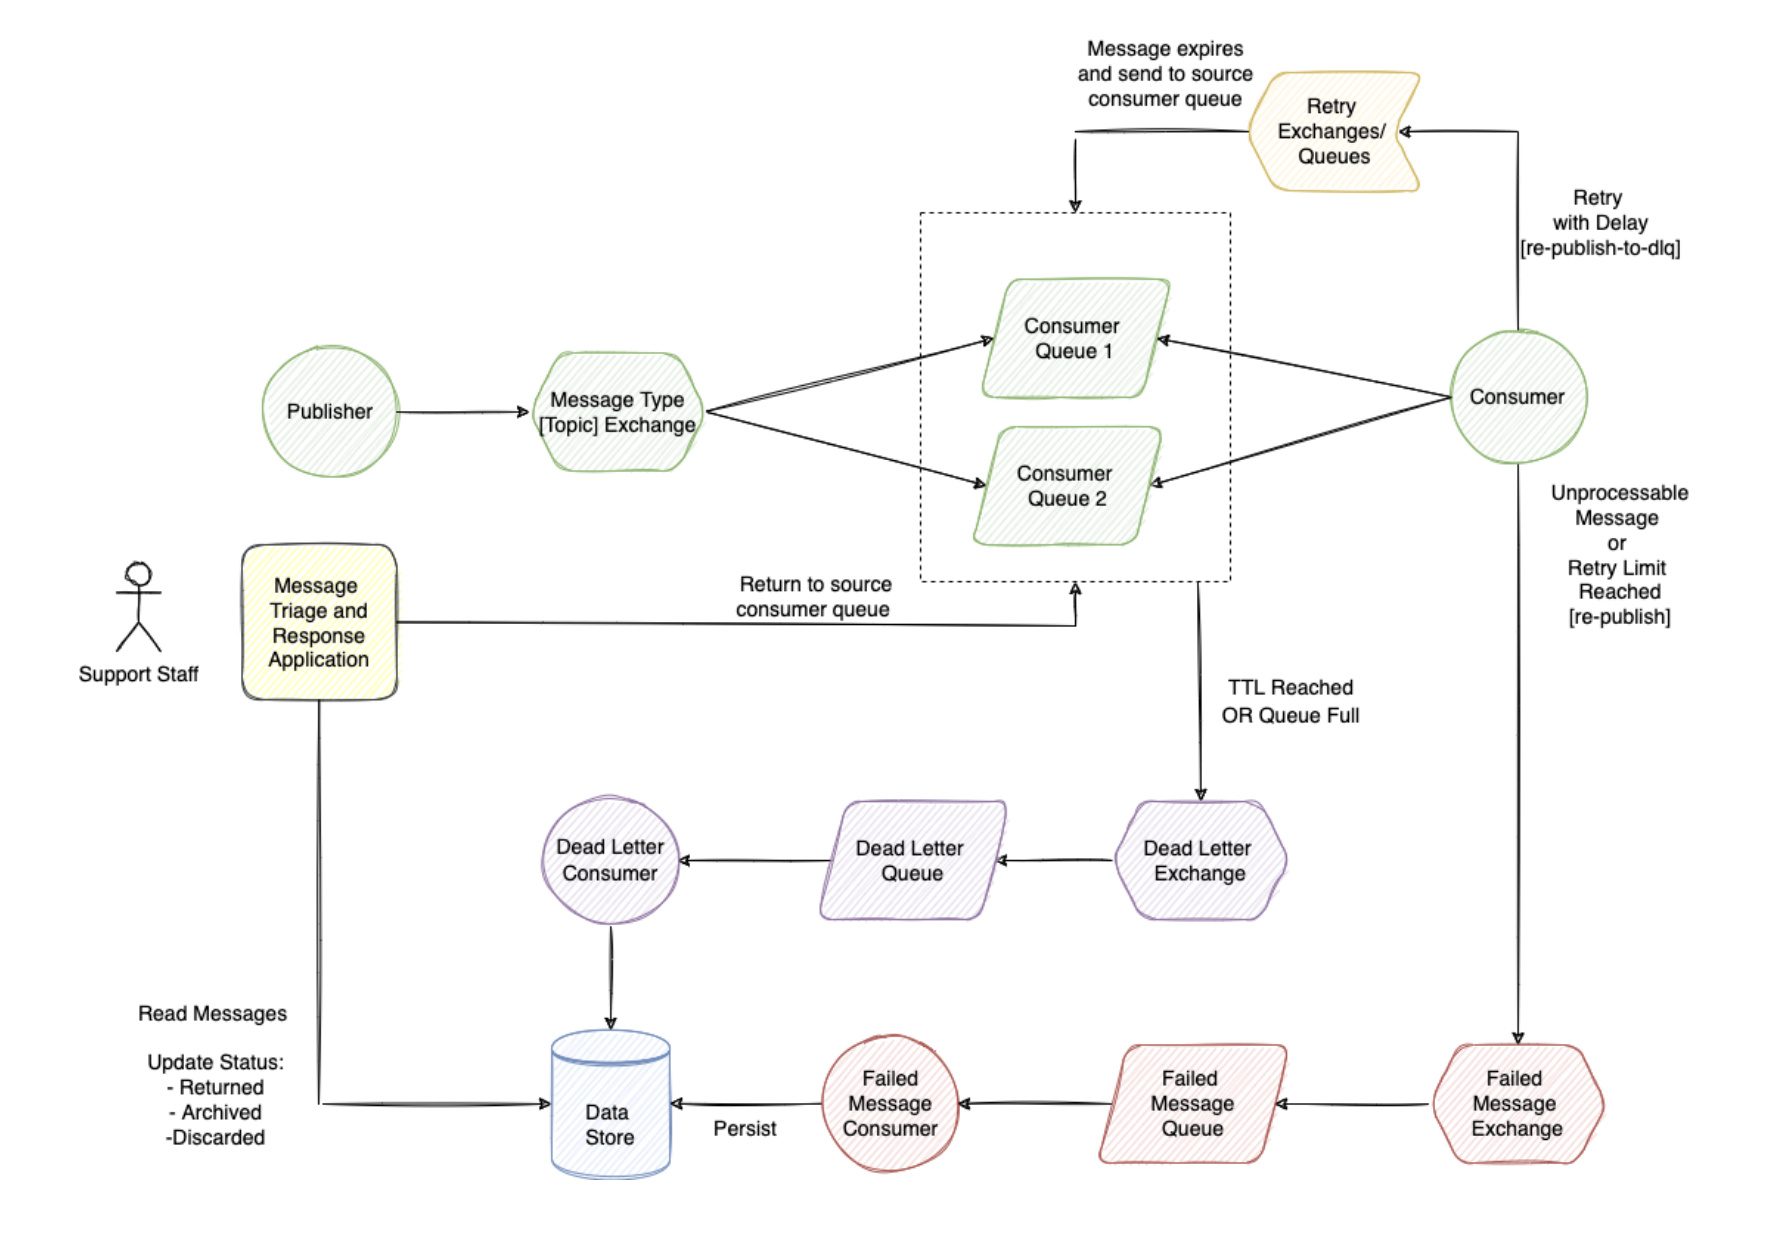 Message expires
and send to source
consumer queue
Retry
Exchanges/
Queues
Retry
with Delay
[re-publish-to-dlq]
Consumer
Queue 1
Publisher
Message Type
[Topic] Exchange
Consumer
Consumer
Queue 2
Unprocessable
Message
or
Retry Limit
Reached
[re-publish]
Message
Triage and
Response
Application
Support Staff
Return to source
consumer queue
TTL Reached
OR Queue Full
Dead Letter
Consumer
Dead Letter
Queue
Dead Letter
Exchange
Read Messages
Update Status:
- Returned
- Archived
-Discarded
Data
Store
Persist
Failed
Message
Consumer
Failed
Message
Queue
Failed
Message
Exchange